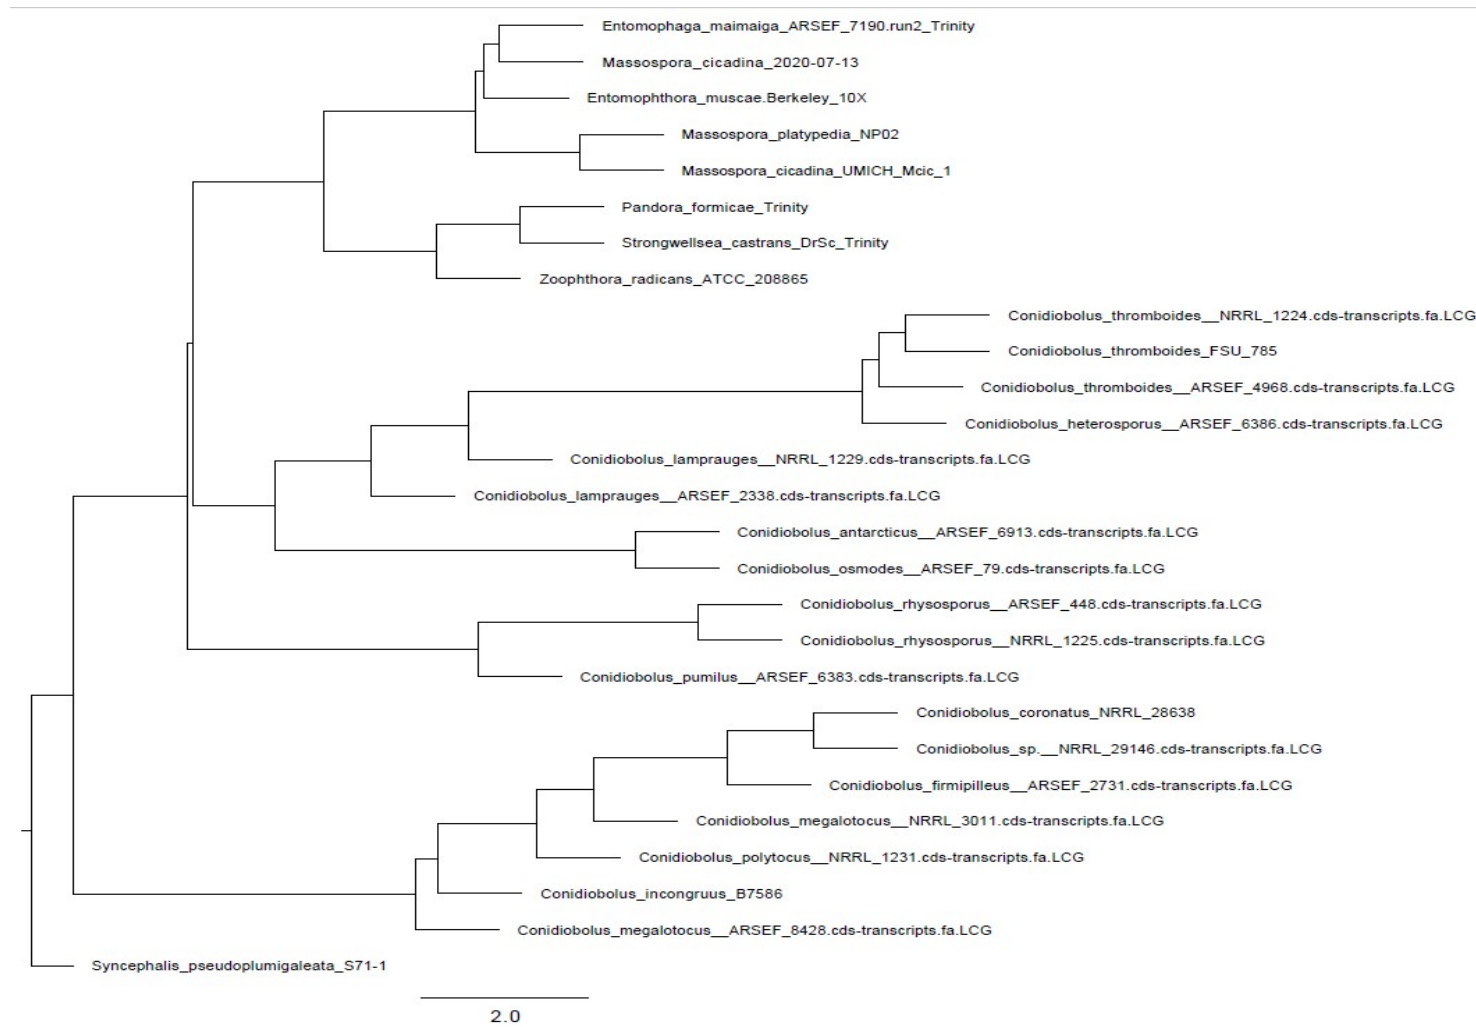 Entomophaga_maimaiga_ARSEF_7190.run2_Trinity
Massospora_cicadina_2020-07-13
Entomophthora_muscae.Berkeley_10X
Massospora_platypedia_NP02
Massospora_cicadina_UMICH_Mcic_1
Pandora_formicae_Trinity
Strongwellsea_castrans_DrSc_Trinity
Zoophthora_radicans_ATCC_208865
Conidiobolus_thromboides__NRRL_1224.cds-transcripts.fa.LCG
Conidiobolus_thromboides_FSU_785
Conidiobolus_thromboides__ARSEF_4968.cds-transcripts.fa.LCG
Conidiobolus_heterosporus__ARSEF_6386.cds-transcripts.fa.LCG
Conidiobolus_lamprauges__NRRL_1229.cds-transcripts.fa.LCG
Conidiobolus_lamprauges__ARSEF_2338.cds-transcripts.fa.LCG
Conidiobolus_antarcticus__ARSEF_6913.cds-transcripts.fa.LCG
Conidiobolus_osmodes__ARSEF_79.cds-transcripts.fa.LCG
Conidiobolus_rhysosporus__ARSEF_448.cds-transcripts.fa.LCG
Conidiobolus_rhysosporus__NRRL_1225.cds-transcripts.fa.LCG
Conidiobolus_pumilus__ARSEF_6383.cds-transcripts.fa.LCG
Conidiobolus_coronatus_NRRL_28638
Conidiobolus_sp.__NRRL_29146.cds-transcripts.fa.LCG
Conidiobolus_firmipilleus__ARSEF_2731.cds-transcripts.fa.LCG
Conidiobolus_megalotocus__NRRL_3011.cds-transcripts.fa.LCG
Conidiobolus_polytocus__NRRL_1231.cds-transcripts.fa.LCG
Conidiobolus_incongruus_B7586
Conidiobolus_megalotocus__ARSEF_8428.cds-transcripts.fa.LCG
Syncephalis_pseudoplumigaleata_S71-1
2.0